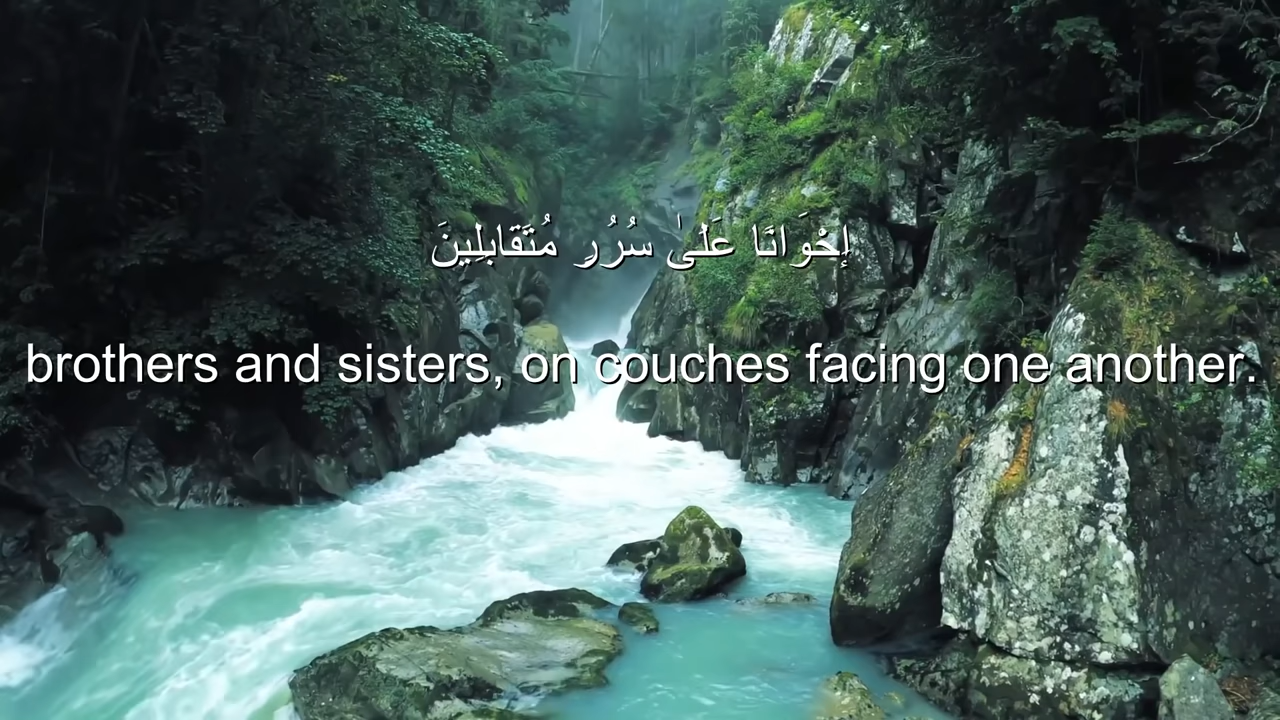 إِخْوَانًا عَلَىٰ سُرُرٍ مُتَقَابِلِينَ
brothers and sisters, on couches facing one another.